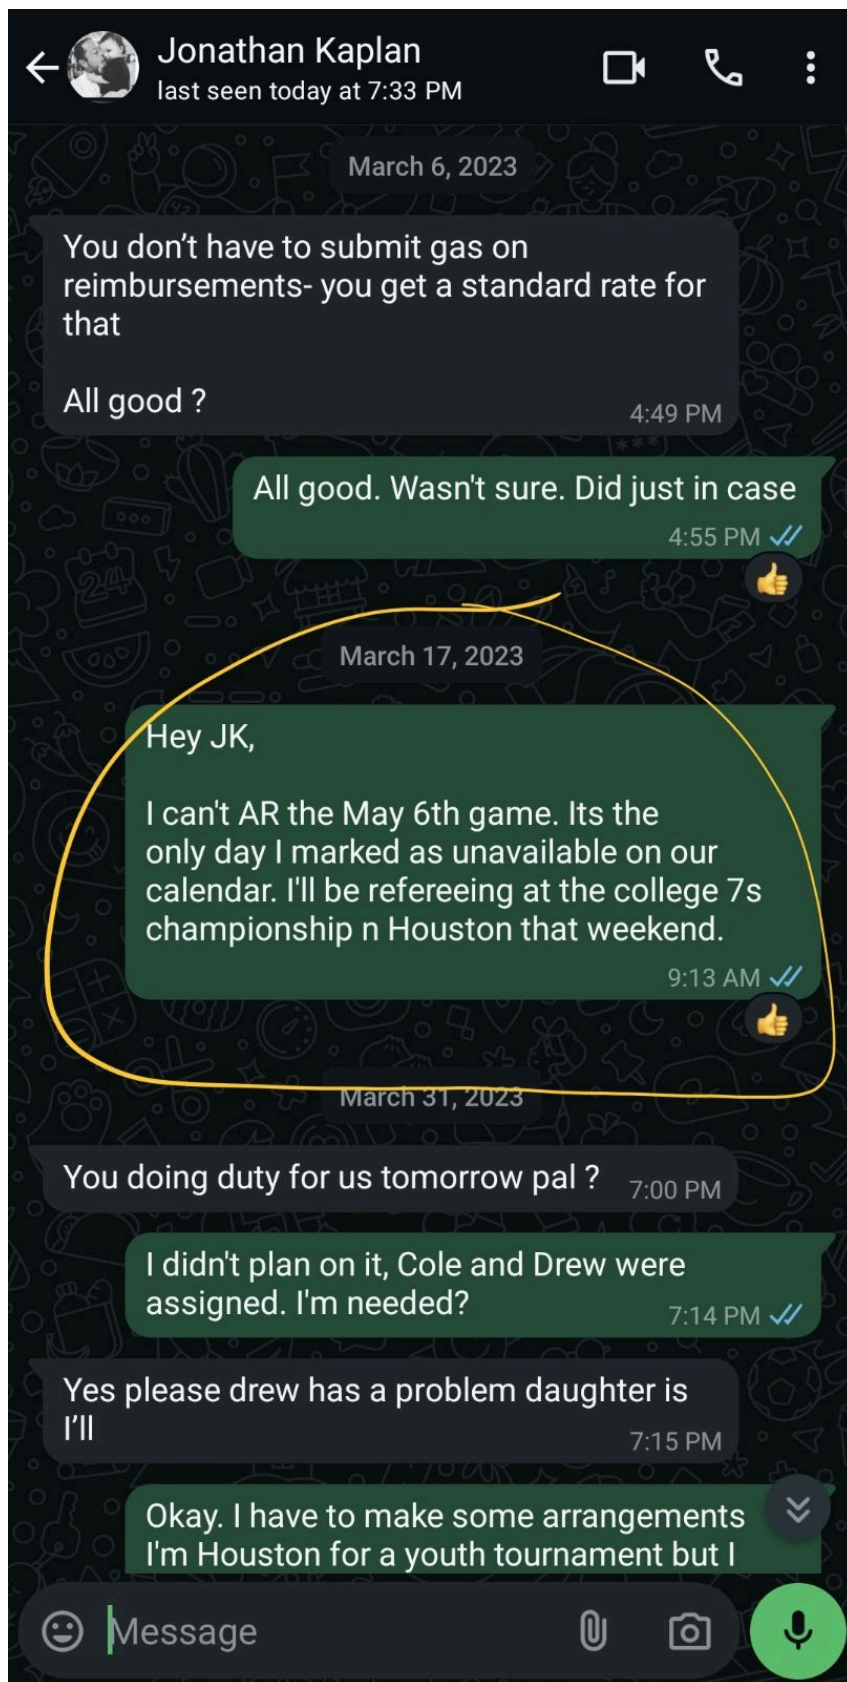 Jonathan Kaplan
last seen today at 7:33 PM
March 6, 2023
You don’t have to submit gas on
reimbursements- you get a standard rate for
that
All good ?
4:49 PM
All good. Wasn't sure. Did just in case
4:55 PM
March 17, 2023
Hey JK,
I can't AR the May 6th game. Its the
only day I marked as unavailable on our
calendar. I'll be refereeing at the college 7s
championship n Houston that weekend.
9:13 AM
March 31, 2023
You doing duty for us tomorrow pal ?
7:00 PM
I didn't plan on it, Cole and Drew were
assigned. I'm needed?
7:14 PM
Yes please drew has a problem daughter is
I’ll
7:15 PM
Okay. I have to make some arrangements
I'm Houston for a youth tournament but I
Message